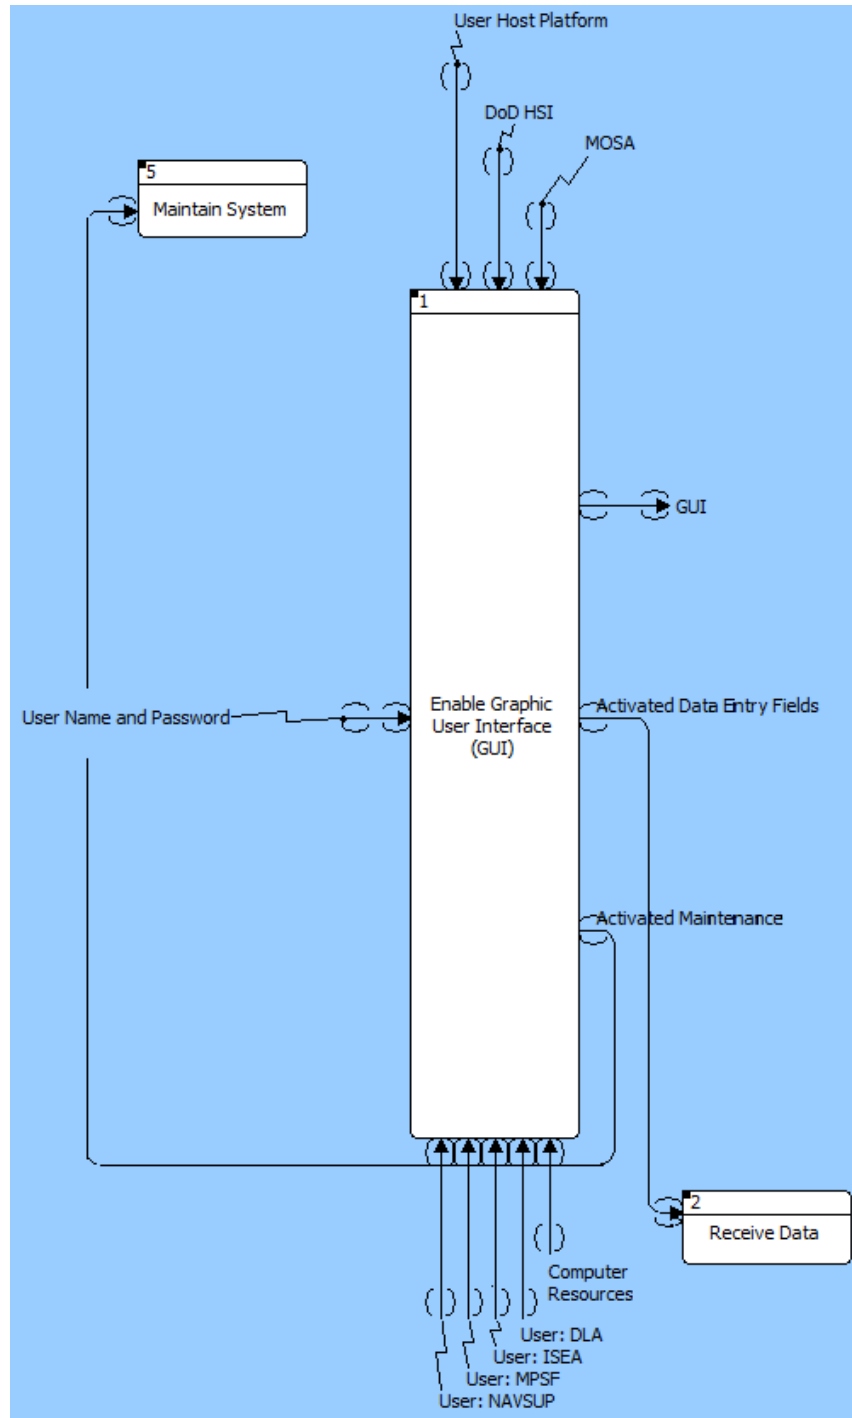 User Host Platform
DoD HSI
MOSA
5
Maintain System
1
GUI
User Name and Password
Enable Graphic
User Interface
(GUI)
Activated Data Entry Fields
Activated Maintenance
2
Receive Data
Computer
Resources
User: DLA
User: ISEA
User: MPSF
User: NAVSUP